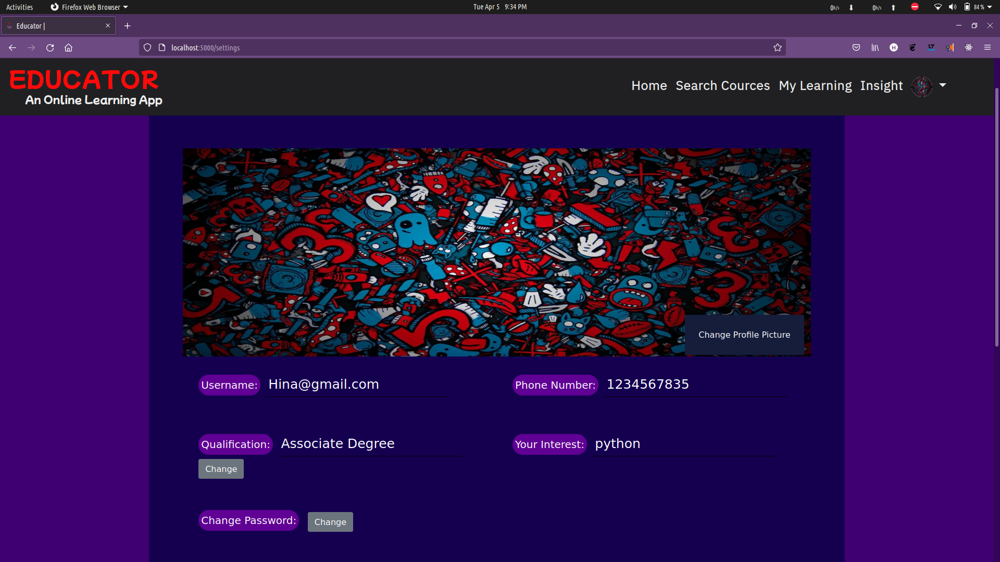 Activities Firefox Web Browser Tue Apr 5 9:34 PM 0b/s 0b/s 84%
Educator |
localhost:5000/settings H LT
EDUCATOR
An Online Learning App
Home Search Cources My Learning Insight
Change Profile Picture
Username: Hina@gmail.com Phone Number: 1234567835
Qualification: Associate Degree Your Interest: python
Change
Change Password: Change